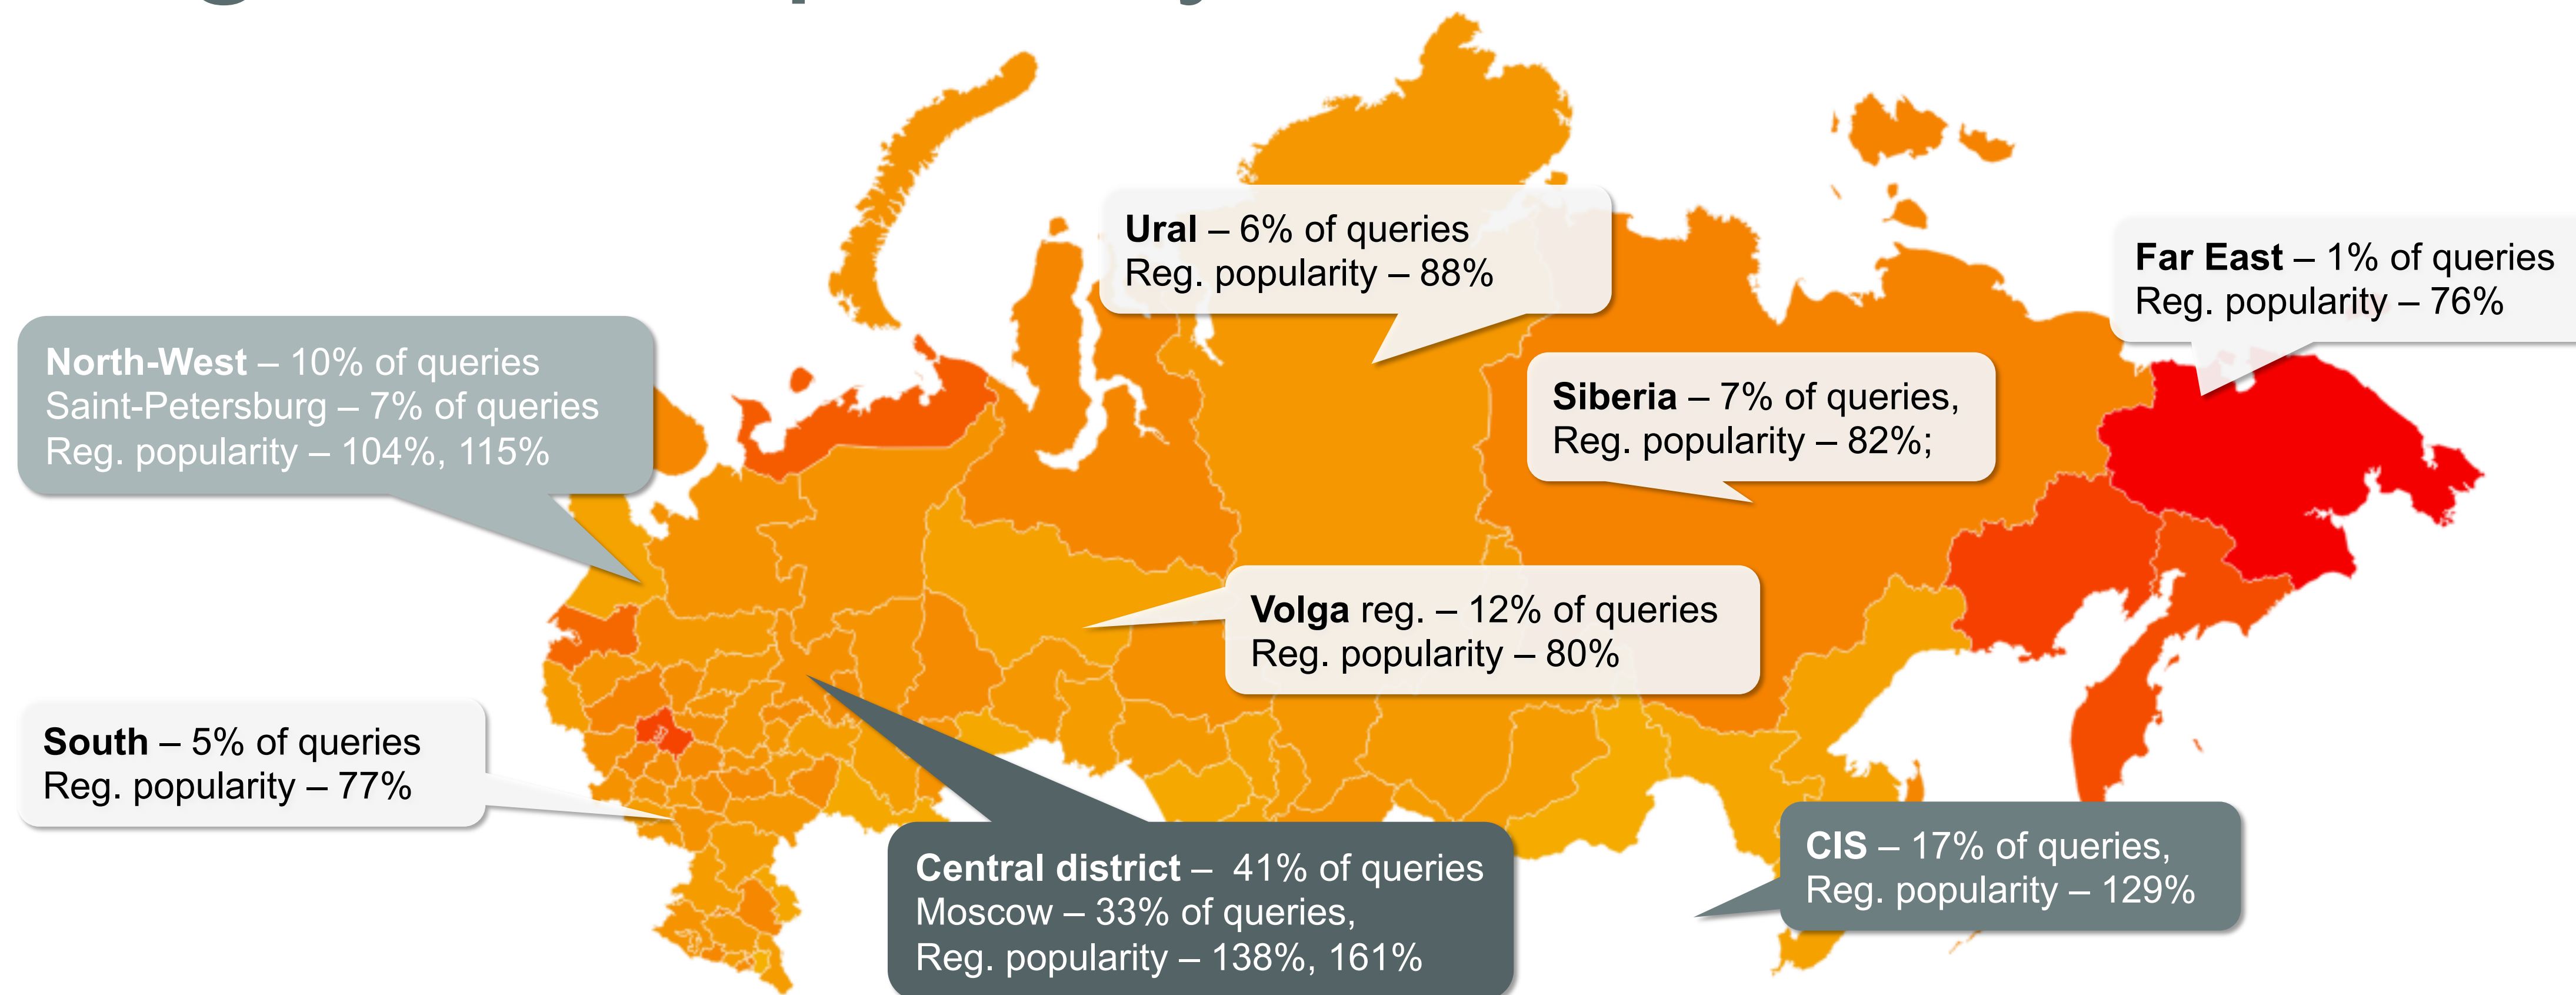 Ural – 6% of queries
Reg. popularity – 88%
Far East – 1% of queries
Reg. popularity – 76%
North-West – 10% of queries
Saint-Petersburg – 7% of queries
Reg. popularity – 104%, 115%
Siberia – 7% of queries,
Reg. popularity – 82%;
Volga reg. – 12% of queries
Reg. popularity – 80%
South – 5% of queries
Reg. popularity – 77%
Central district – 41% of queries
Moscow – 33% of queries,
Reg. popularity – 138%, 161%
CIS – 17% of queries,
Reg. popularity – 129%